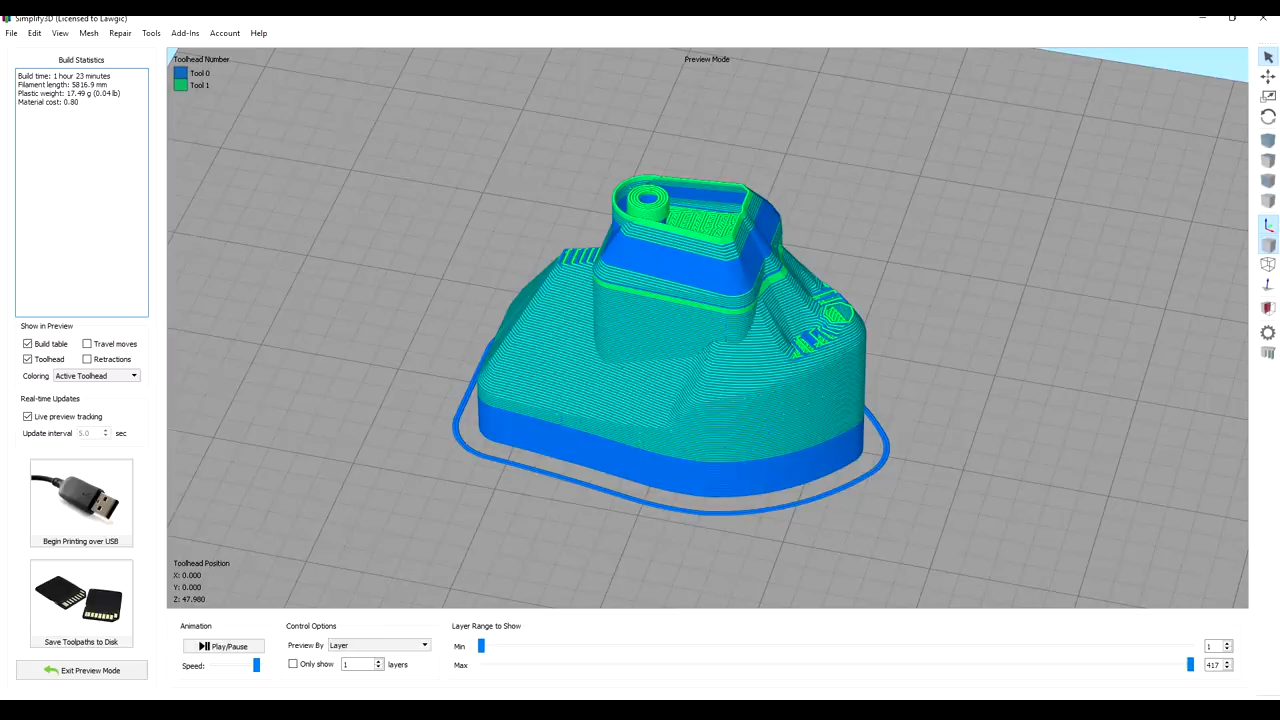 Simplify3D (Licensed to Lawgic)
File Edit View Mesh Repair Tools Add-Ins Account Help
Build Statistics
Build time: 1 hour 23 minutes
Filament length: 5816.9 mm
Plastic weight: 17.49 g (0.04 lb)
Material cost: 0.80
Show in Preview
Build table Travel moves
Toolhead Retractions
Coloring Active Toolhead
Real-time Updates
Live preview tracking
Update interval 5.0 sec
Begin Printing over USB
Save Toolpaths to Disk
Exit Preview Mode
Toolhead Number
Tool 0
Tool 1
Preview Mode
Toolhead Position
X: 0.000
Y: 0.000
Z: 47.980
Animation
Play/Pause
Speed:
Control Options
Preview By Layer
Only show 1 layers
Layer Range to Show
Min 1
Max 417